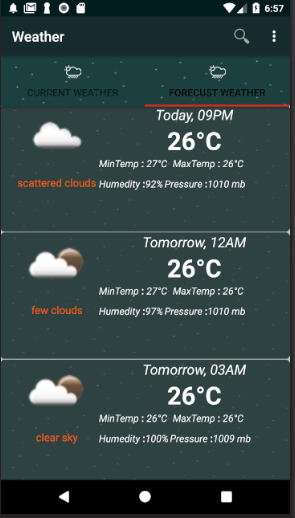 6:57
Weather
CURRENT WEATHER
FORECUST WEATHER
Today, 09PM
26°C
MinTemp : 27°C MaxTemp : 26°C
scattered clouds
Humedity :92% Pressure :1010 mb
Tomorrow, 12AM
26°C
MinTemp : 27°C MaxTemp : 26°C
few clouds
Humedity :97% Pressure :1010 mb
Tomorrow, 03AM
26°C
MinTemp : 26°C MaxTemp : 26°C
clear sky
Humedity :100% Pressure :1009 mb